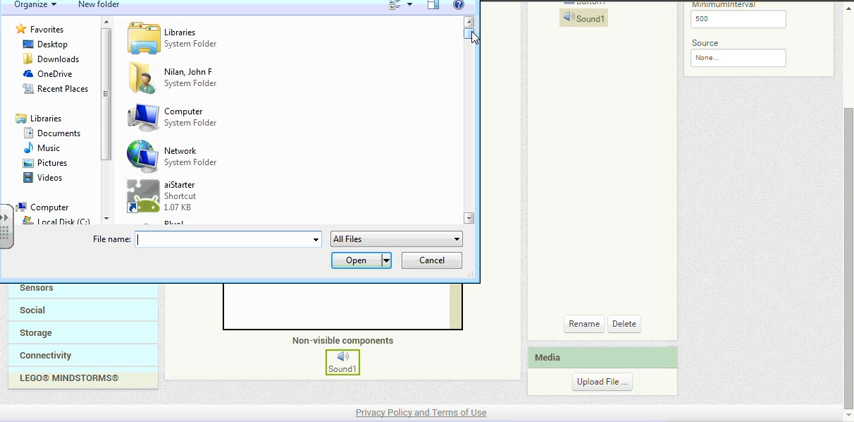 Organize
New folder
Favorites
Desktop
Downloads
OneDrive
Recent Places
Libraries
Documents
Music
Pictures
Videos
Computer
Local Disk (C:)
Libraries
System Folder
Nilan, John F
System Folder
Computer
System Folder
Network
System Folder
aiStarter
Shortcut
1.07 KB
File name:
All Files
Open
Cancel
Sensors
Social
Storage
Connectivity
LEGO® MINDSTORMS®
Non-visible components
Sound1
Button1
Sound1
Rename
Delete
Media
Upload File ...
MinimumInterval
500
Source
None...
Privacy Policy and Terms of Use